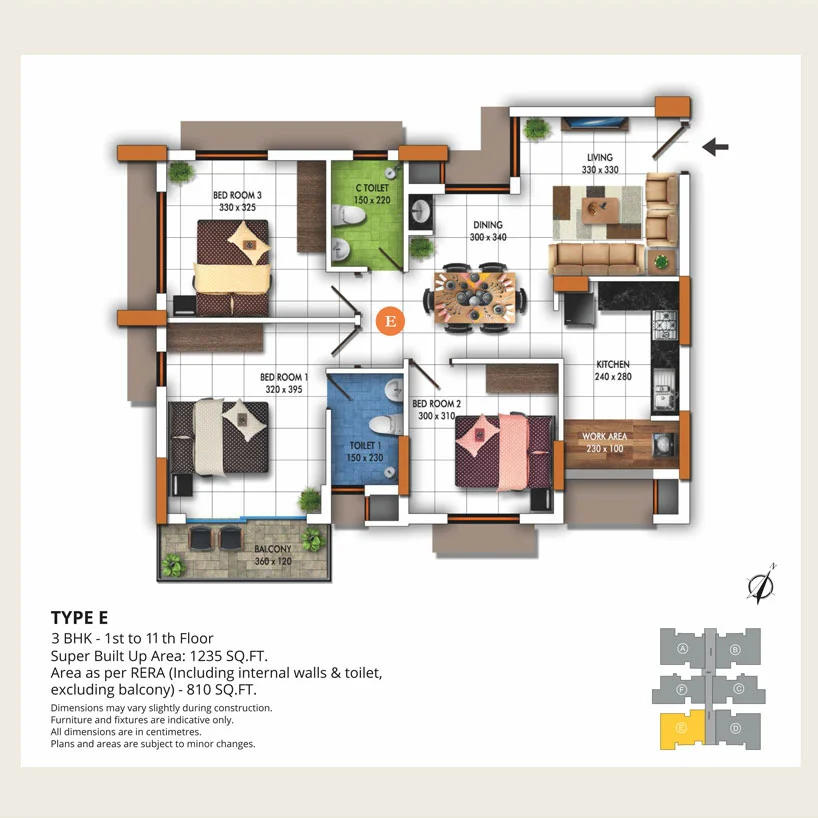 LIVING
330 x 330
C TOILET
150 x 220
BED ROOM 3
330 x 325
DINING
300 x 340
E
KITCHEN
240 x 280
BED ROOM 1
320 x 395
BED ROOM 2
300 x 310
TOILET 1
150 x 230
WORK AREA
230 x 100
BALCONY
360 x 120
N
TYPE E
3 BHK - 1st to 11 th Floor
Super Built Up Area: 1235 SQ.FT.
Area as per RERA (Including internal walls & toilet,
excluding balcony) - 810 SQ.FT.
Dimensions may vary slightly during construction.
Furniture and fixtures are indicative only.
All dimensions are in centimetres.
Plans and areas are subject to minor changes.
A
B
F
C
E
D